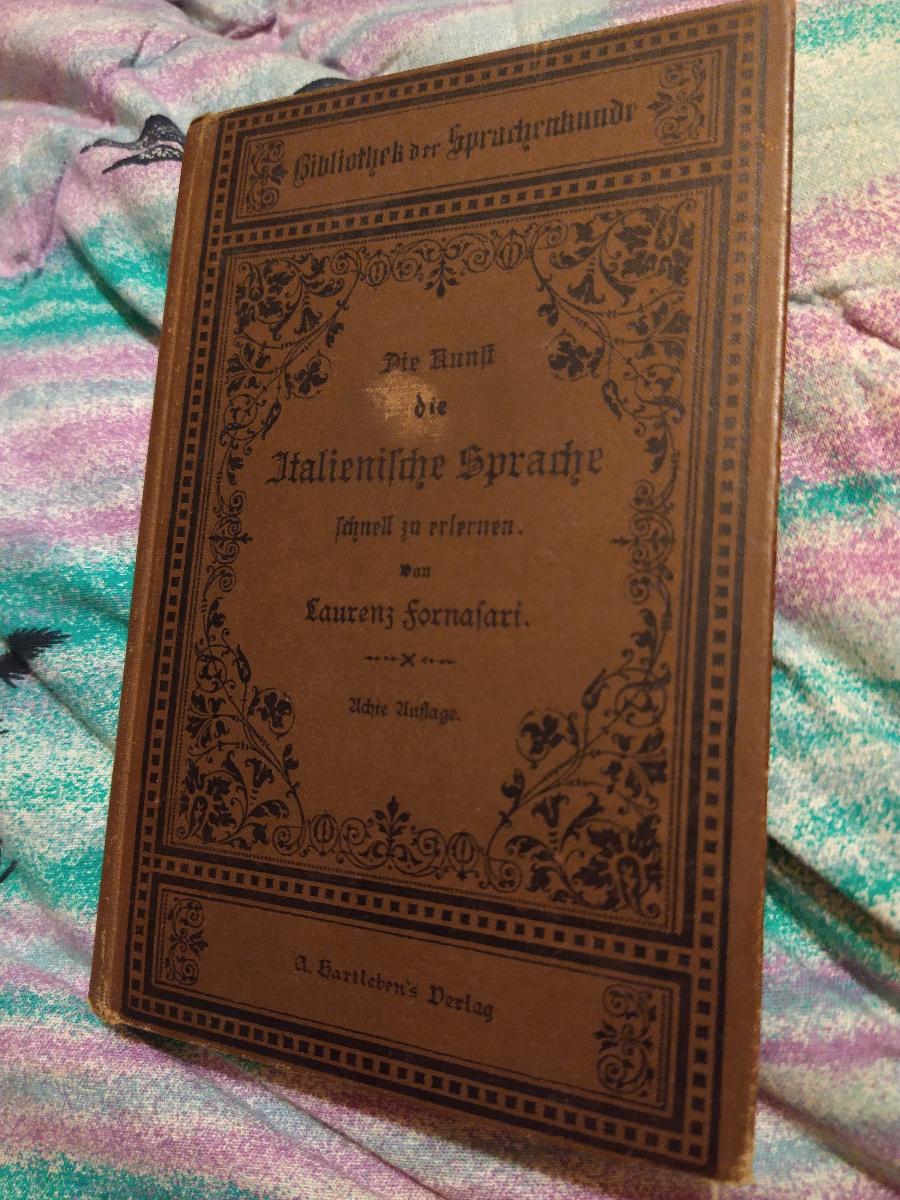 Bibliothek der Sprachenkunde
Die Kunst
die
Italienische Sprache
schnell zu erlernen.
Von
Laurenz Fornasari.
Achte Auflage.
A. Hartleben's Verlag